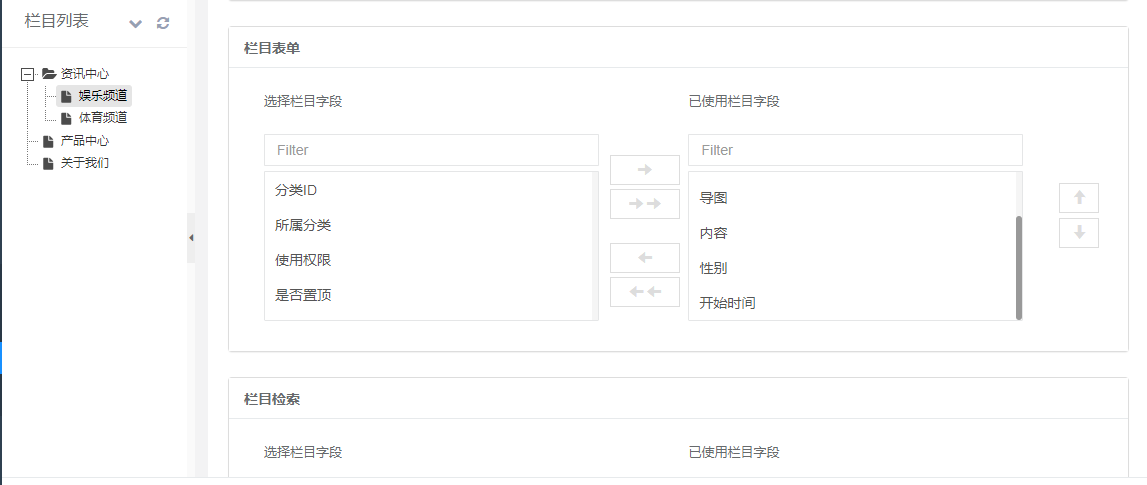 栏目列表
资讯中心
娱乐频道
体育频道
产品中心
关于我们
栏目表单
选择栏目字段
已使用栏目字段
Filter
Filter
分类ID
所属分类
使用权限
是否置顶
导图
内容
性别
开始时间
栏目检索
选择栏目字段
已使用栏目字段